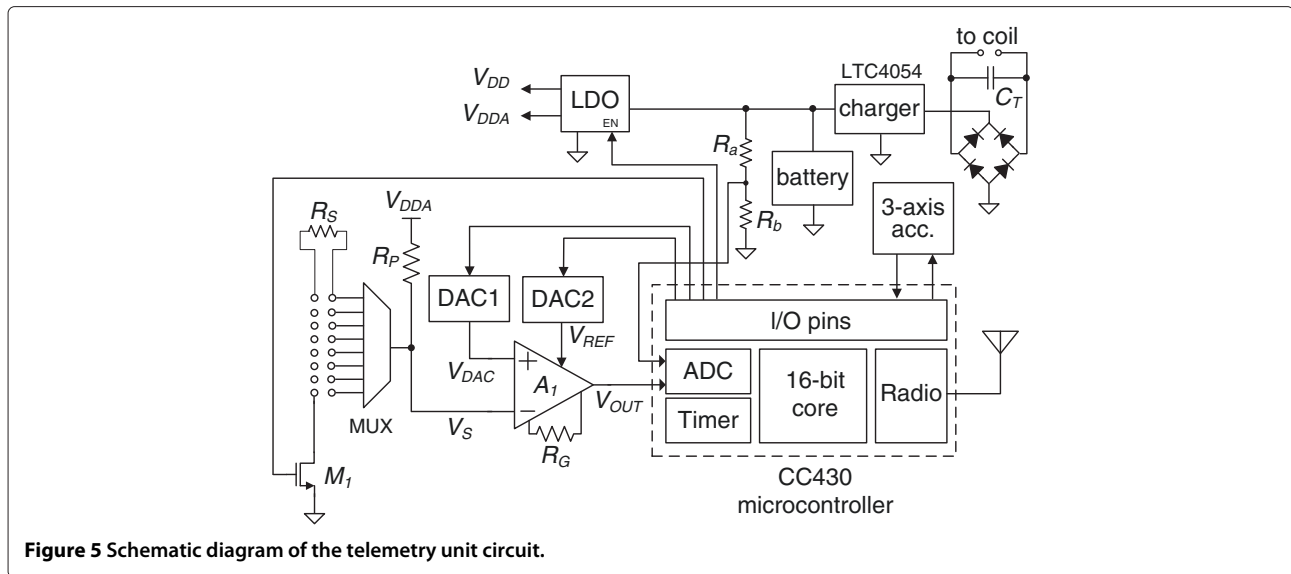 to coil
LTC4054
V_DD
LDO
charger
C_T
V_DDA
EN
R_a
battery
3-axis
acc.
R_S
V_DDA
R_b
R_P
DAC1
DAC2
I/O pins
V_REF
V_DAC
+
A_1
ADC
16-bit
core
Radio
V_OUT
Timer
MUX
V_S
−
R_G
M_1
CC430
microcontroller
Figure 5 Schematic diagram of the telemetry unit circuit.